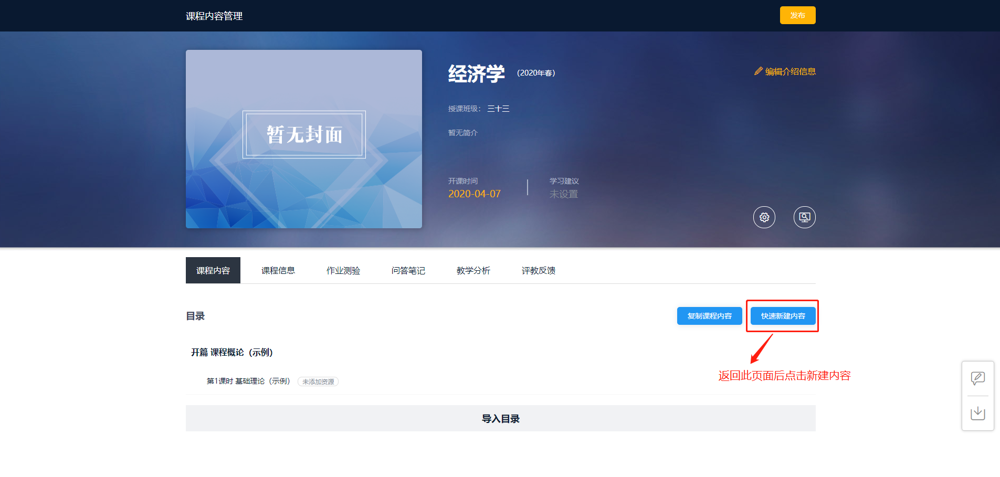 课程内容管理
发布
暂无封面
经济学 (2020年春)
编辑介绍信息
授课班级： 三十三
暂无简介
开课时间
2020-04-07
学习建议
未设置
课程内容 课程信息 作业测验 问答笔记 教学分析 评教反馈
目录
复制课程内容
快速新建内容
开篇 课程概论（示例）
第1课时 基础理论（示例） 未添加资源
返回此页面后点击新建内容
导入目录